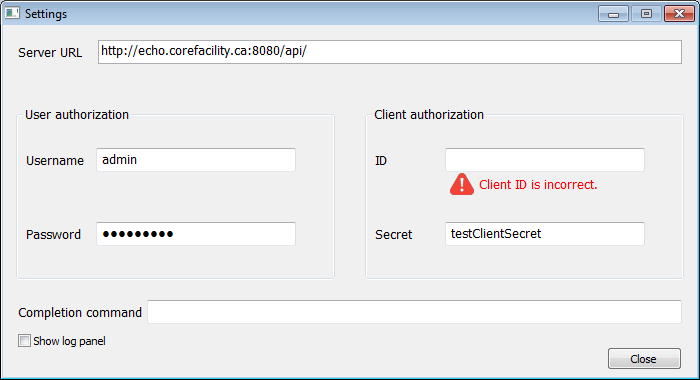 Settings
Server URL http://echo.corefacility.ca:8080/api/
User authorization
Client authorization
Username admin
ID
Client ID is incorrect.
Password ●●●●●●●●●
Secret testClientSecret
Completion command
Show log panel
Close